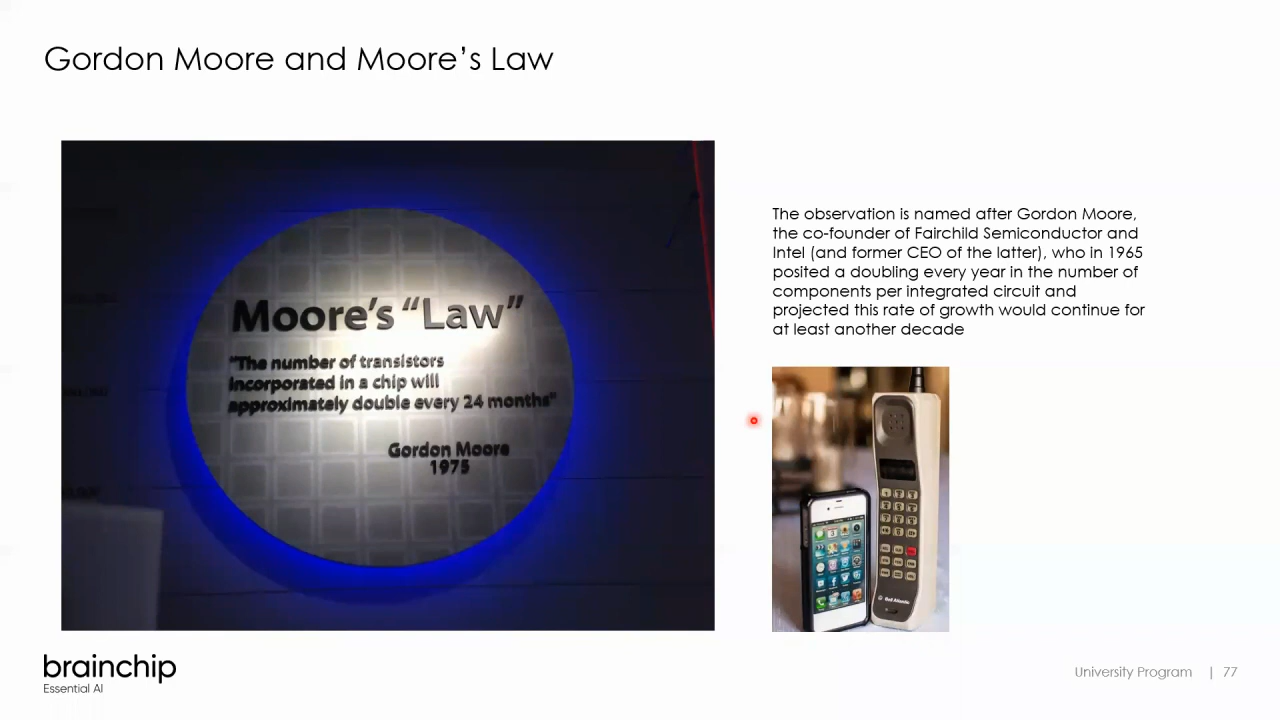 Gordon Moore and Moore’s Law
Moore’s “Law”
“The number of transistors
incorporated in a chip will
approximately double every 24 months”
Gordon Moore
1975
The observation is named after Gordon Moore,
the co-founder of Fairchild Semiconductor and
Intel (and former CEO of the latter), who in 1965
posited a doubling every year in the number of
components per integrated circuit and
projected this rate of growth would continue for
at least another decade
Bell Atlantic
brainchip
Essential AI
University Program | 77